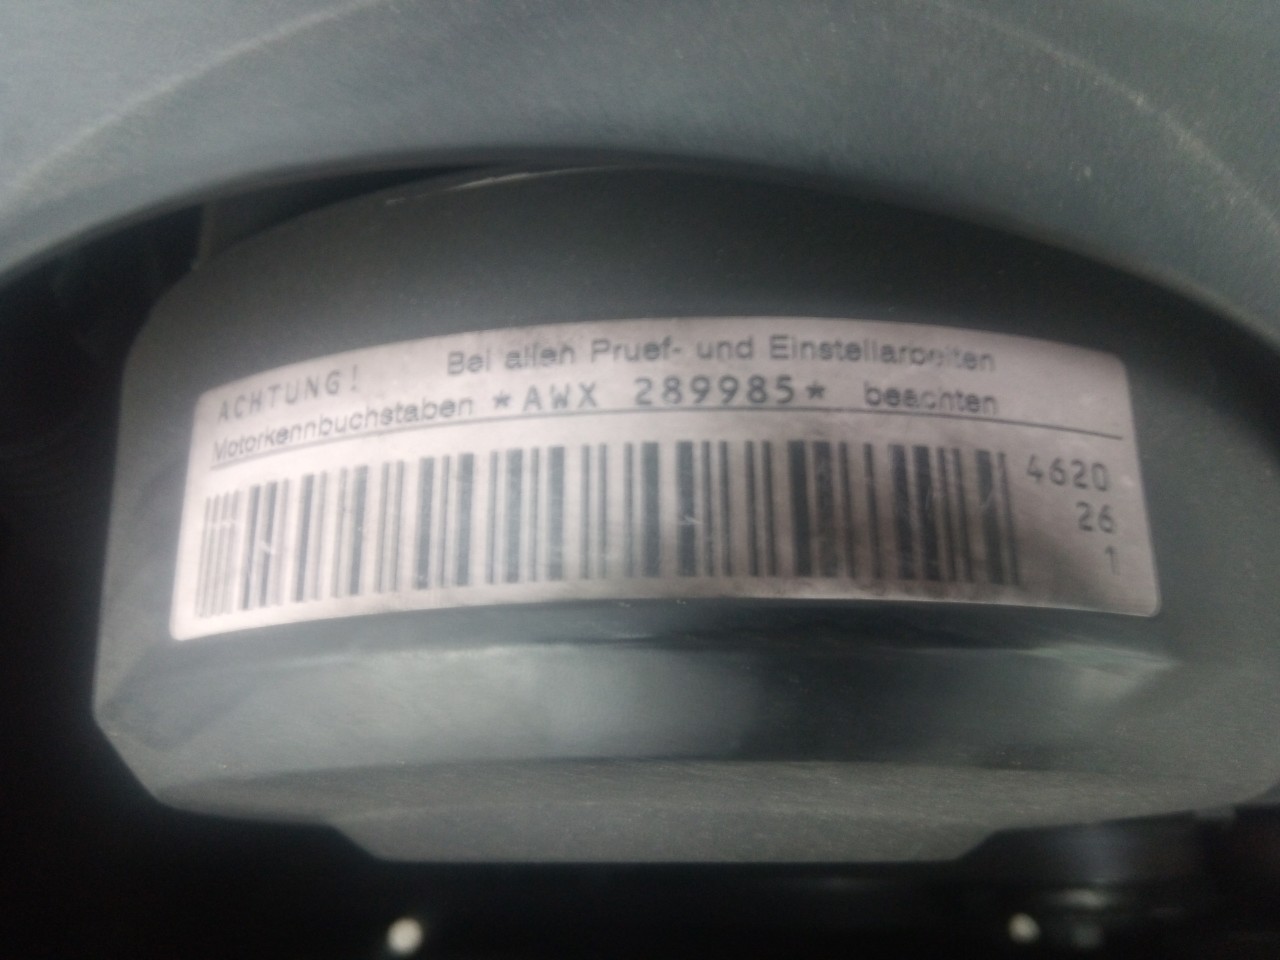 ACHTUNG! Bei allen Pruef- und Einstellarbeiten
Motorkennbuchstaben *AWX 289985* beachten
4620
26
1